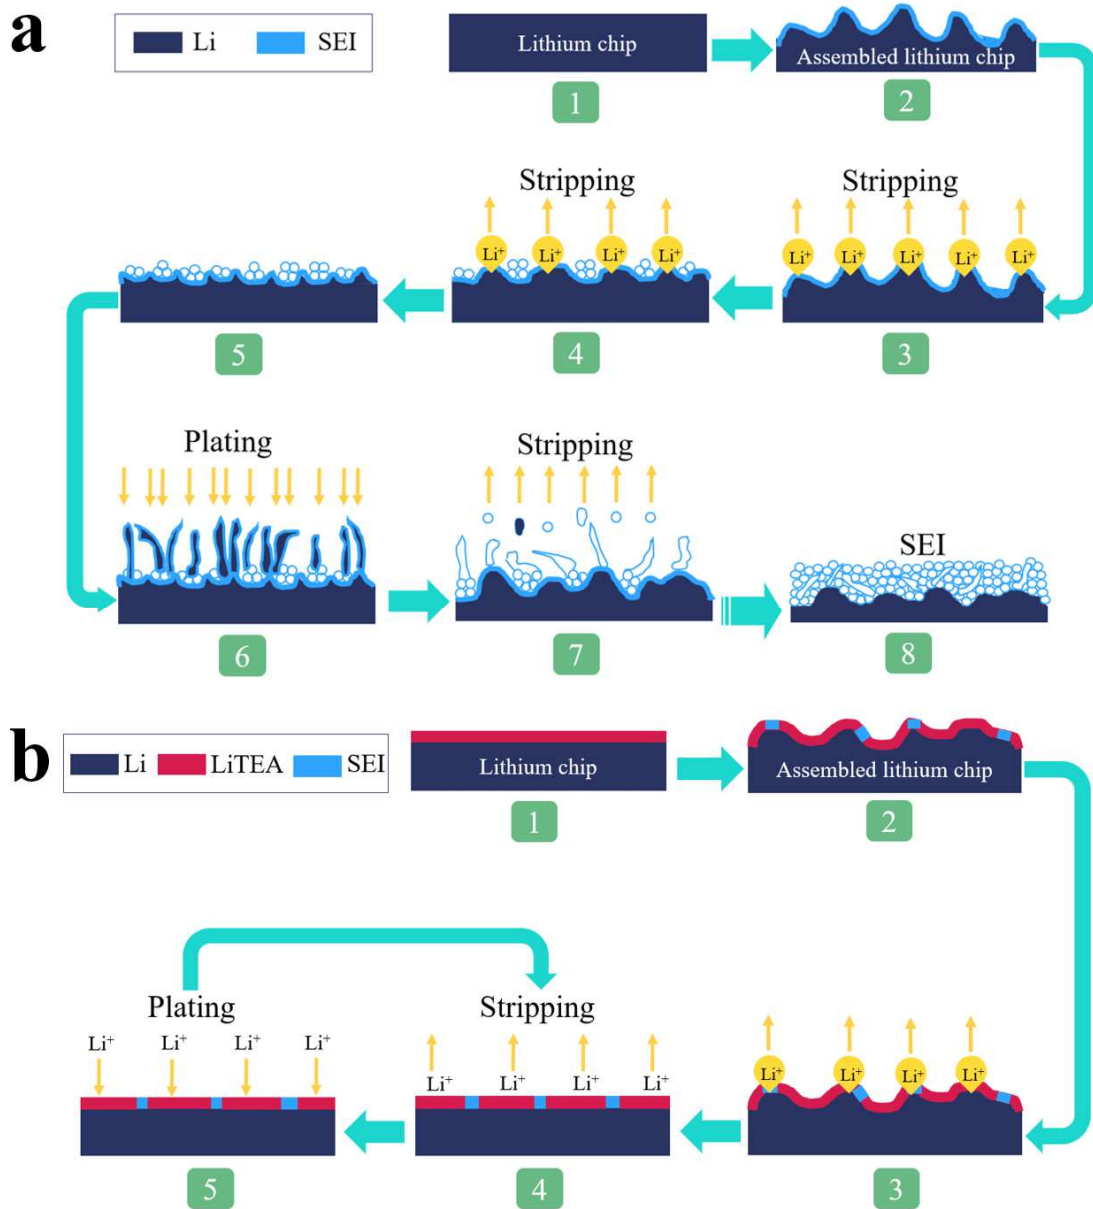 a
Li SEI
Lithium chip
Assembled lithium chip
1
2
Stripping
Stripping
Li⁺ Li⁺ Li⁺ Li⁺
Li⁺ Li⁺ Li⁺ Li⁺ Li⁺
5
4
3
Plating
Stripping
SEI
6
7
8
b
Li LiTEA SEI
Lithium chip
Assembled lithium chip
1
2
Plating
Stripping
Li⁺ Li⁺ Li⁺ Li⁺
Li⁺ Li⁺ Li⁺ Li⁺
Li⁺ Li⁺ Li⁺ Li⁺
5
4
3